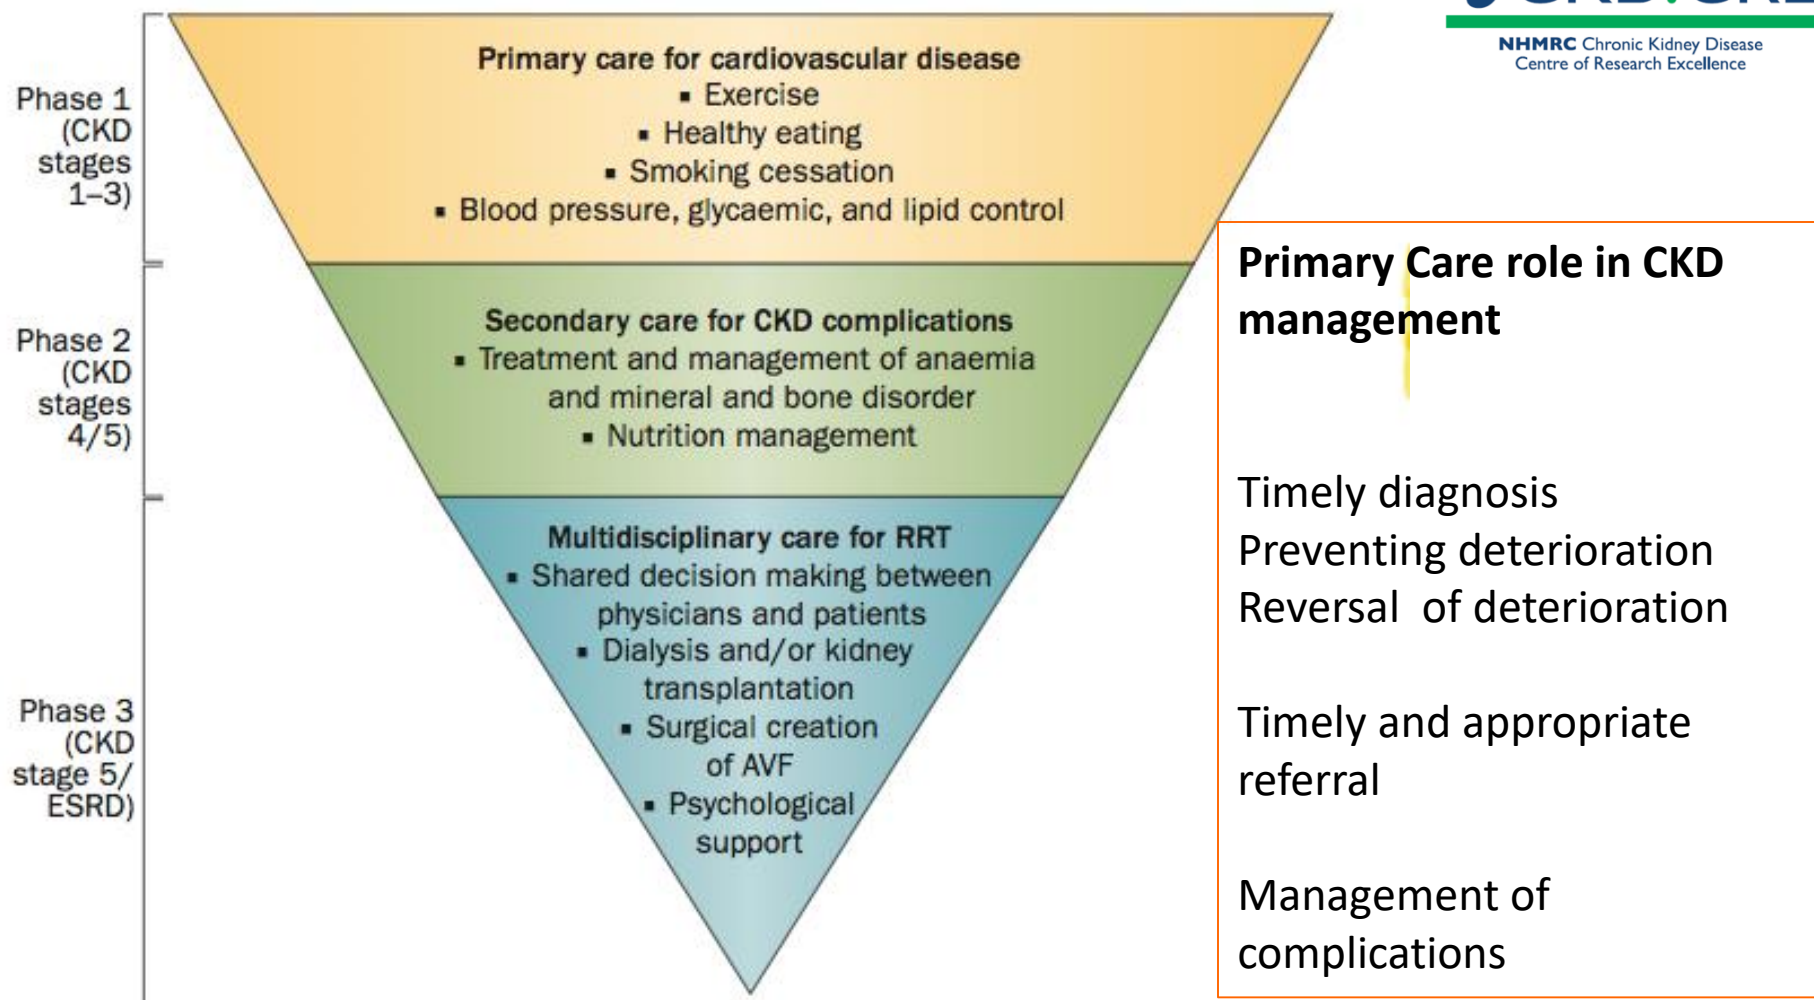 NHMRC Chronic Kidney Disease
Centre of Research Excellence
Phase 1
(CKD
stages
1–3)
Primary care for cardiovascular disease
▪ Exercise
▪ Healthy eating
▪ Smoking cessation
▪ Blood pressure, glycaemic, and lipid control
Phase 2
(CKD
stages
4/5)
Secondary care for CKD complications
▪ Treatment and management of anaemia
and mineral and bone disorder
▪ Nutrition management
Phase 3
(CKD
stage 5/
ESRD)
Multidisciplinary care for RRT
▪ Shared decision making between
physicians and patients
▪ Dialysis and/or kidney
transplantation
▪ Surgical creation
of AVF
▪ Psychological
support
Primary Care role in CKD
management
Timely diagnosis
Preventing deterioration
Reversal of deterioration
Timely and appropriate
referral
Management of
complications